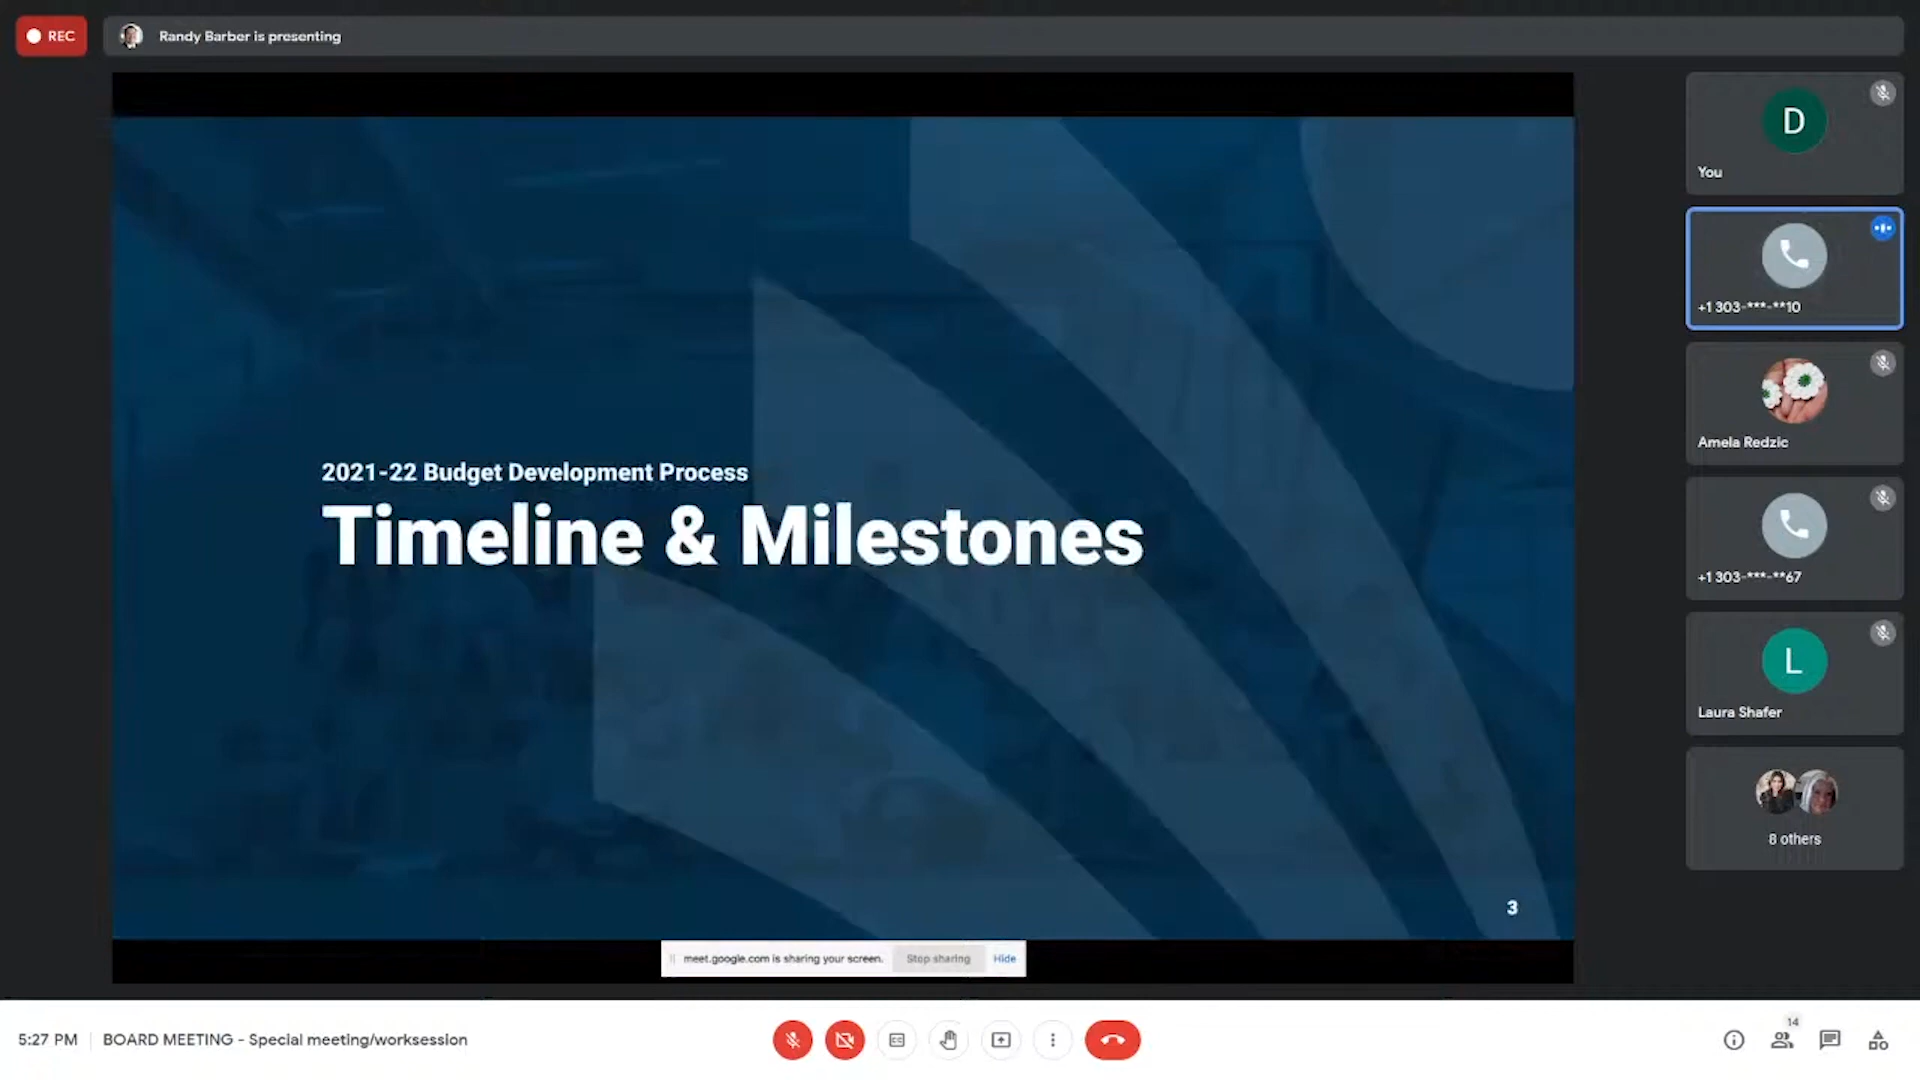 REC
Randy Barber is presenting
D
You
+1 303-***-**10
Amela Redzic
+1 303-***-**67
L
Laura Shafer
8 others
2021-22 Budget Development Process
Timeline & Milestones
3
meet.google.com is sharing your screen. Stop sharing Hide
5:27 PM BOARD MEETING - Special meeting/worksession
CC
14